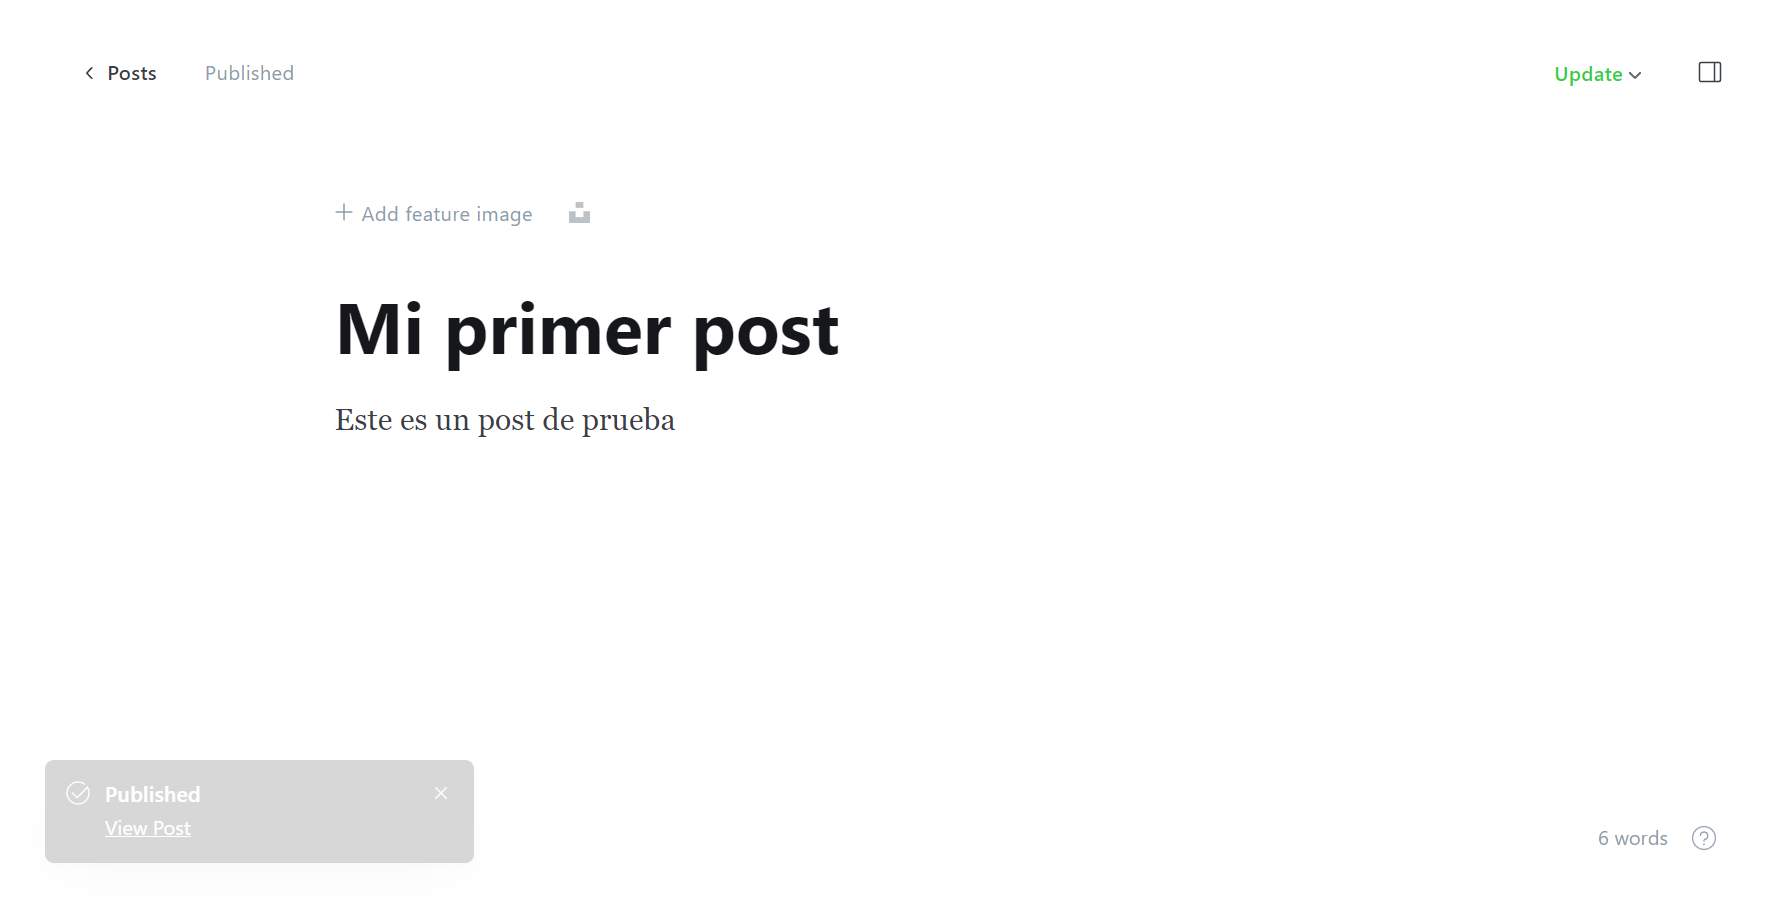 Posts
Published
Update
Add feature image
Mi primer post
Este es un post de prueba
Published
View Post
6 words